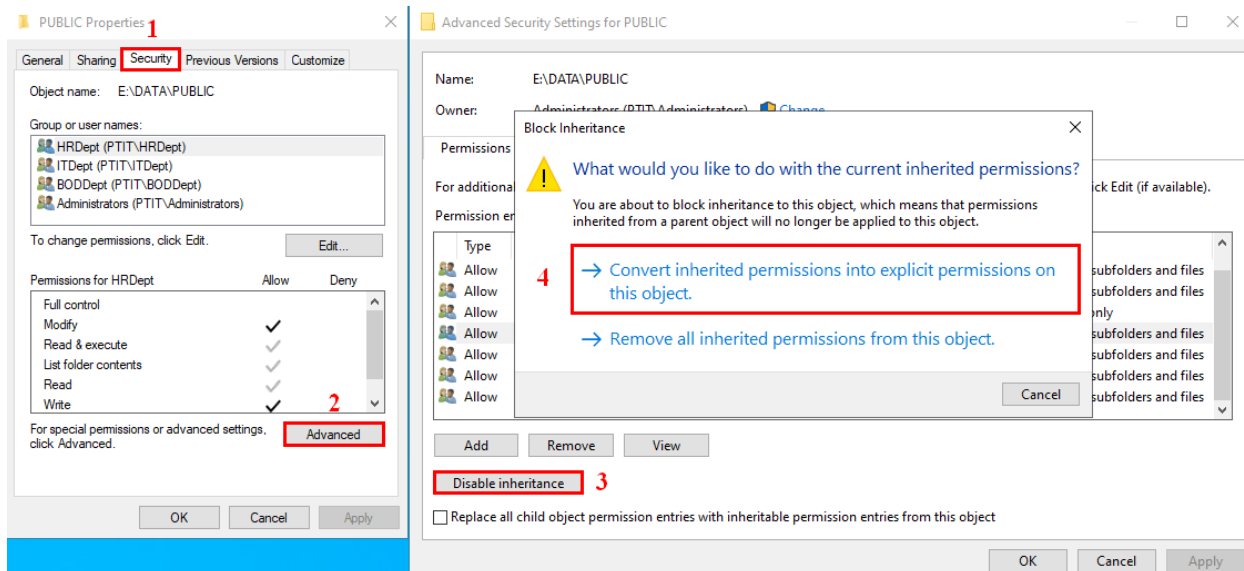 PUBLIC Properties
1
General Sharing Security Previous Versions Customize
Object name: E:\DATA\PUBLIC
Group or user names:
HRDept (PTIT\HRDept)
ITDept (PTIT\ITDept)
BODDept (PTIT\BODDept)
Administrators (PTIT\Administrators)
To change permissions, click Edit.
Edit...
Permissions for HRDept Allow Deny
Full control
Modify
Read & execute
List folder contents
Read
Write
2
For special permissions or advanced settings,
click Advanced.
Advanced
OK Cancel Apply
Advanced Security Settings for PUBLIC
Name: E:\DATA\PUBLIC
Owner: Administrators (PTIT\Administrators) Change
Permissions
For additional
ick Edit (if available).
Permission en
Type
Allow subfolders and files
Allow subfolders and files
Allow only
Allow subfolders and files
Allow subfolders and files
Allow subfolders and files
Allow subfolders and files
Block Inheritance
What would you like to do with the current inherited permissions?
You are about to block inheritance to this object, which means that permissions
inherited from a parent object will no longer be applied to this object.
4
Convert inherited permissions into explicit permissions on
this object.
Remove all inherited permissions from this object.
Cancel
Add Remove View
Disable inheritance
3
Replace all child object permission entries with inheritable permission entries from this object
OK Cancel Apply